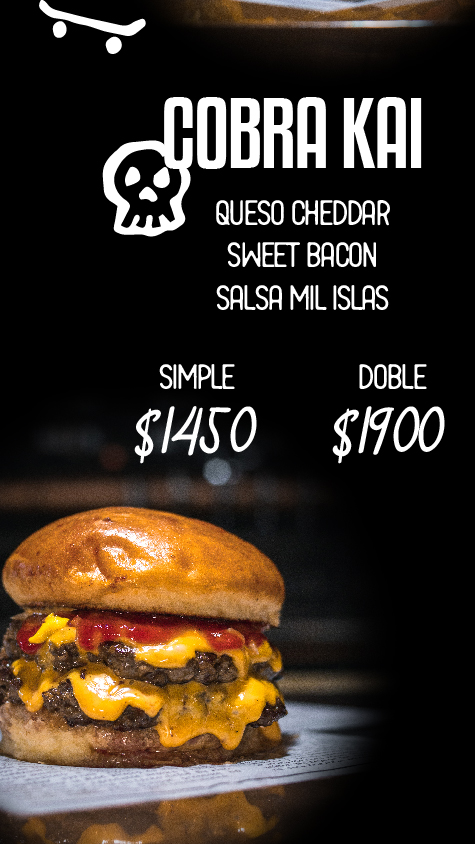 COBRA KAI
QUESO CHEDDAR
SWEET BACON
SALSA MIL ISLAS
SIMPLE DOBLE
$1450 $1900